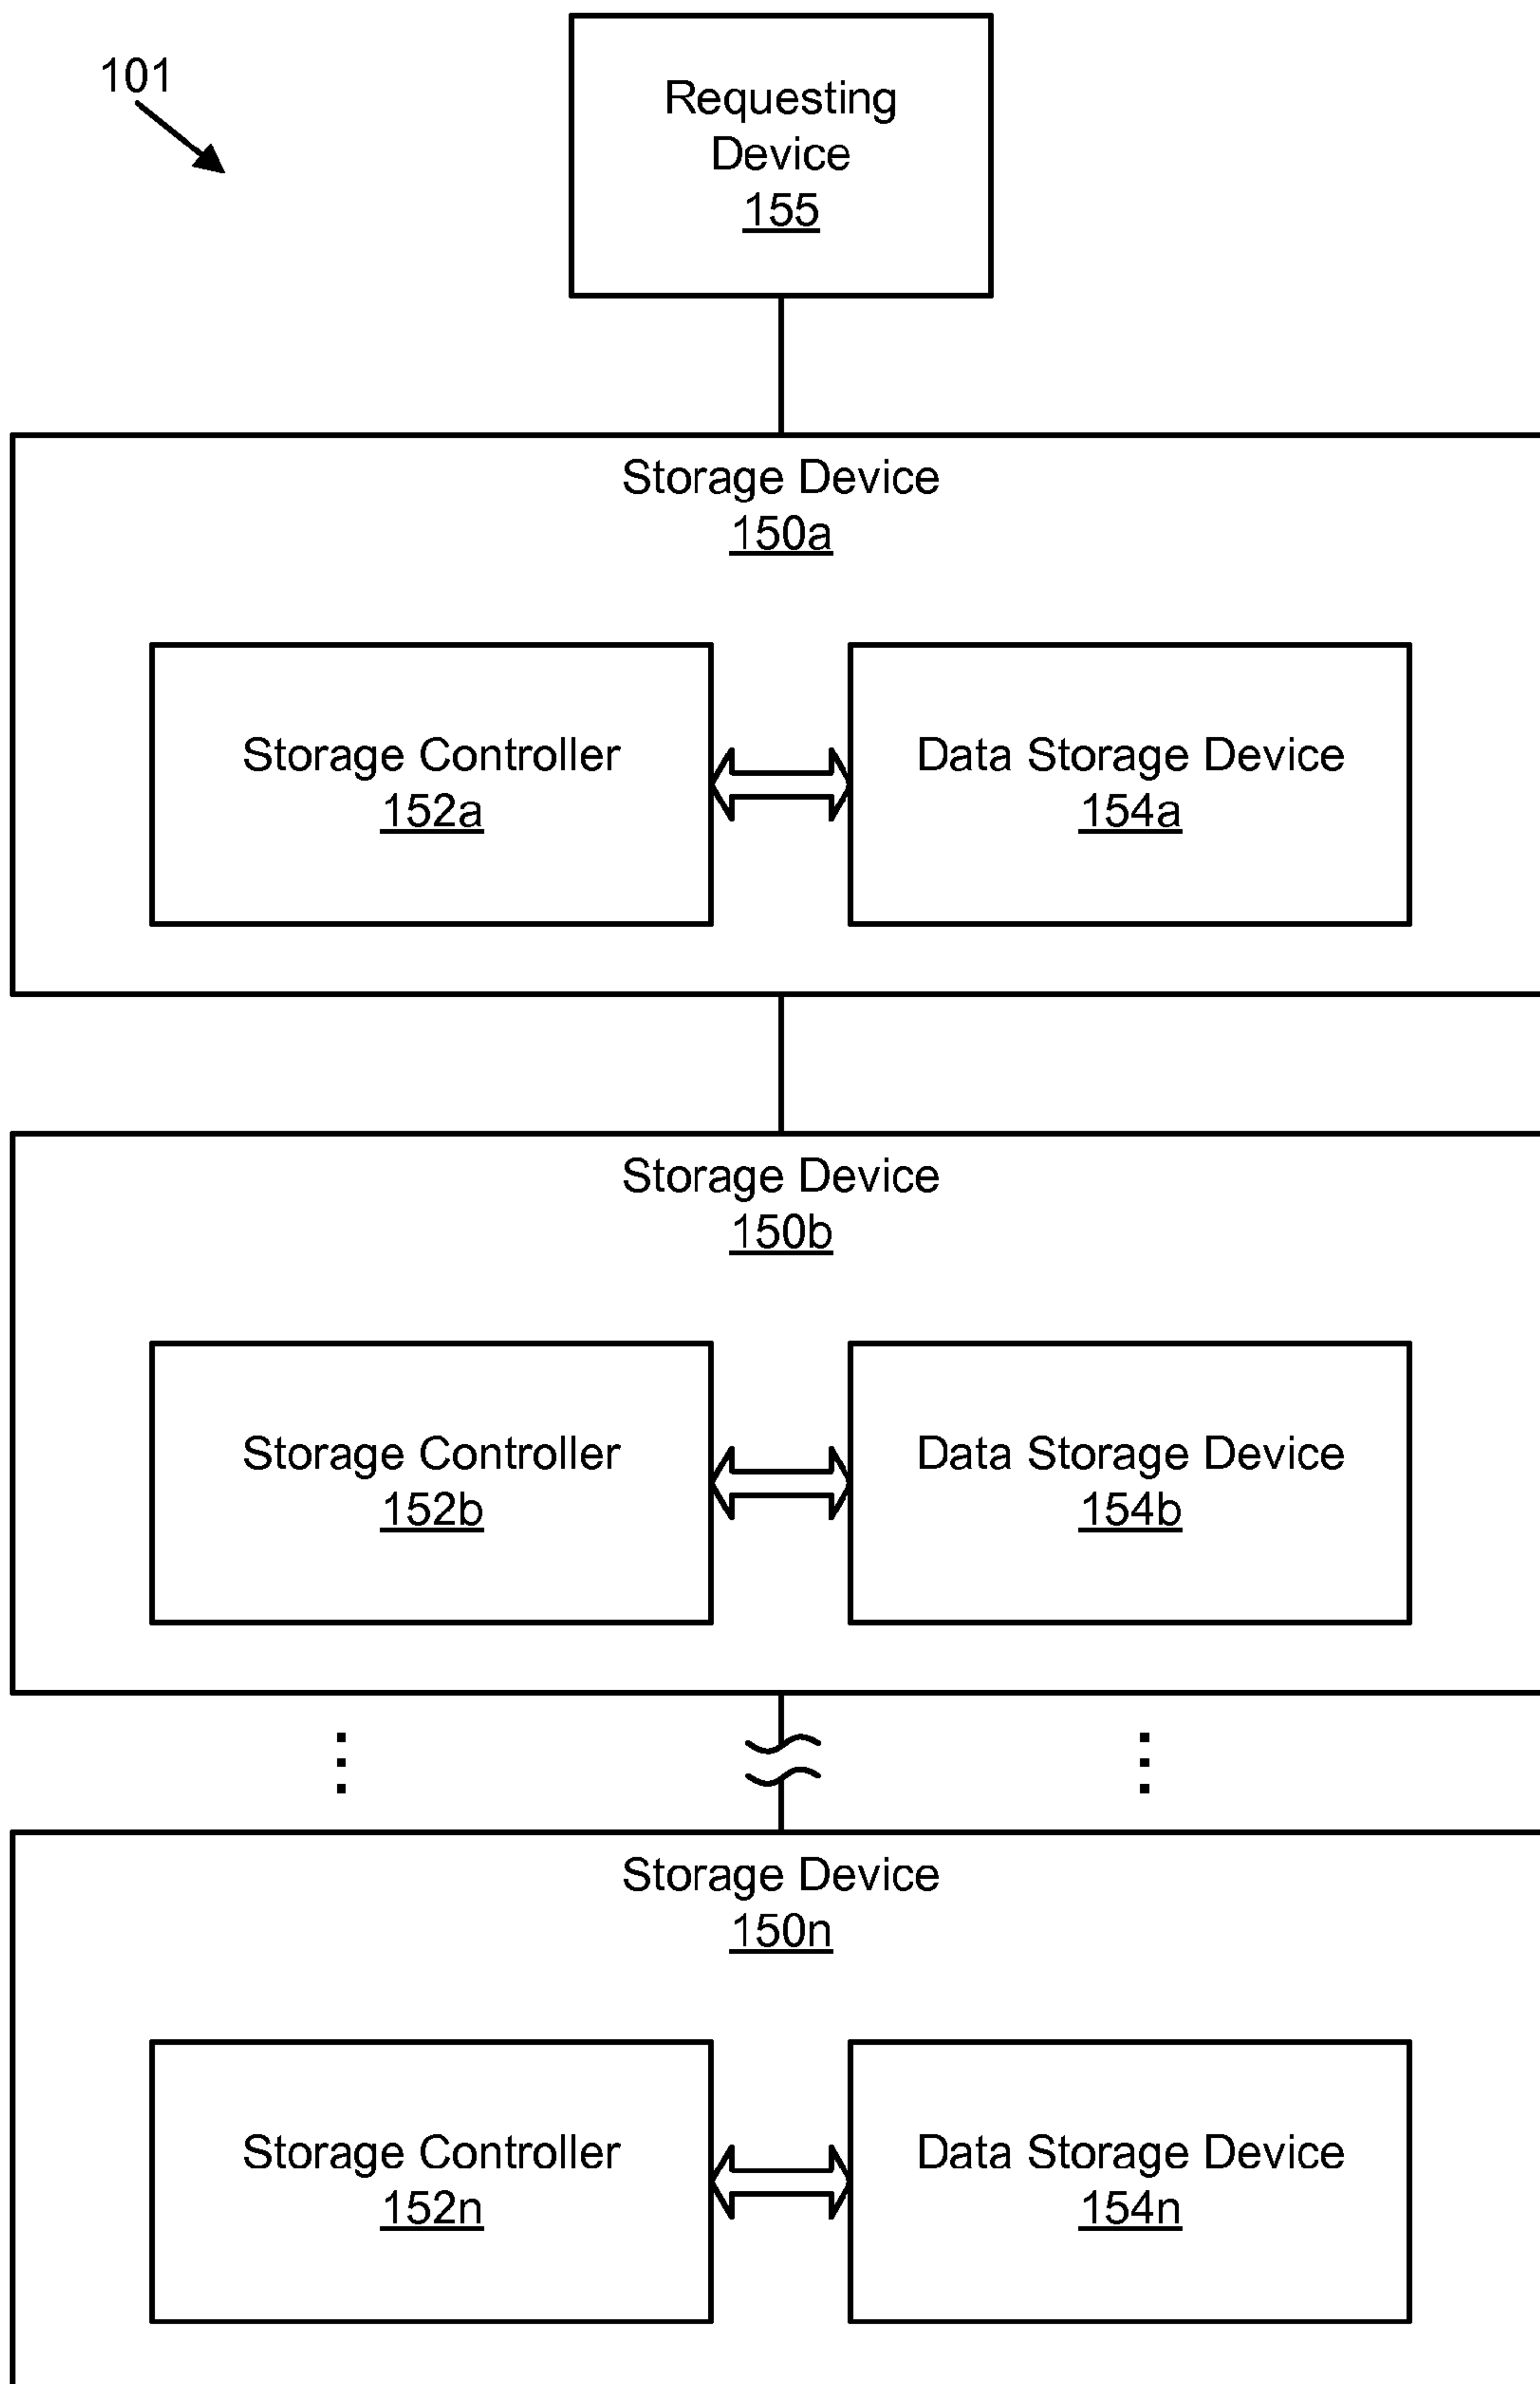 101
Requesting
Device
155
Storage Device
150a
Storage Controller
152a
Data Storage Device
154a
Storage Device
150b
Storage Controller
152b
Data Storage Device
154b
Storage Device
150n
Storage Controller
152n
Data Storage Device
154n